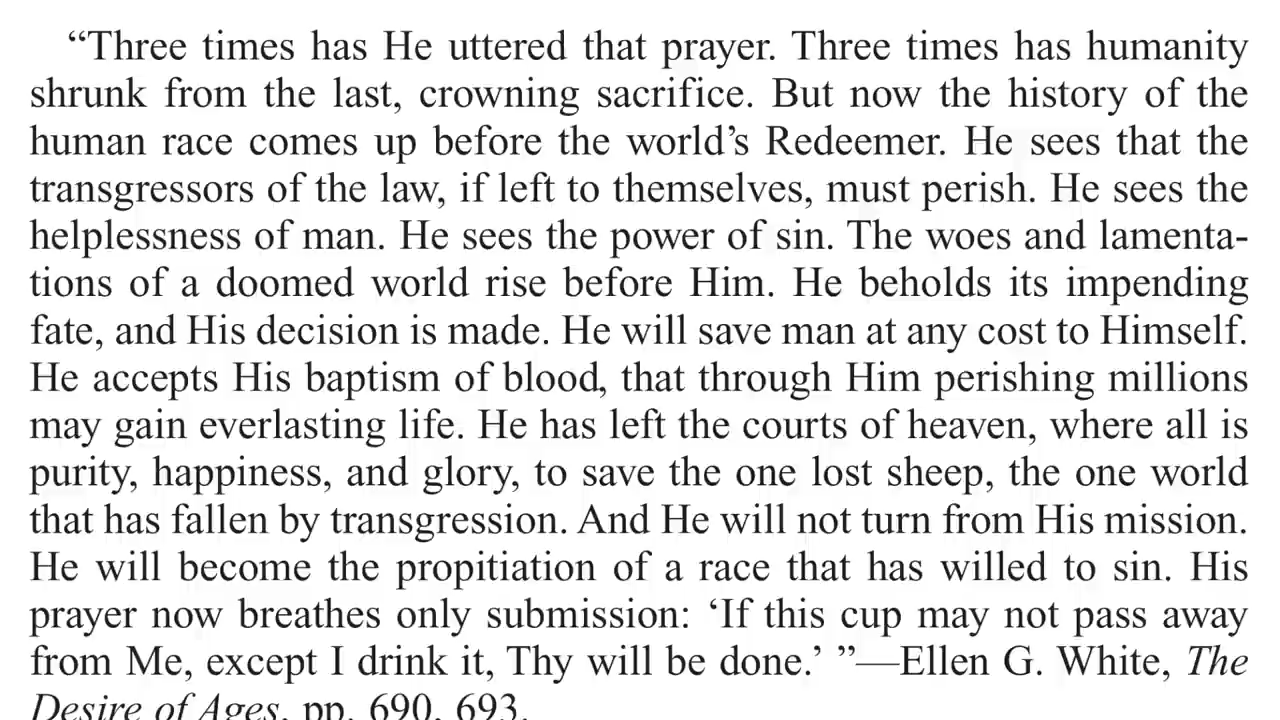 “Three times has He uttered that prayer. Three times has humanity
shrunk from the last, crowning sacrifice. But now the history of the
human race comes up before the world’s Redeemer. He sees that the
transgressors of the law, if left to themselves, must perish. He sees the
helplessness of man. He sees the power of sin. The woes and lamenta-
tions of a doomed world rise before Him. He beholds its impending
fate, and His decision is made. He will save man at any cost to Himself.
He accepts His baptism of blood, that through Him perishing millions
may gain everlasting life. He has left the courts of heaven, where all is
purity, happiness, and glory, to save the one lost sheep, the one world
that has fallen by transgression. And He will not turn from His mission.
He will become the propitiation of a race that has willed to sin. His
prayer now breathes only submission: ‘If this cup may not pass away
from Me, except I drink it, Thy will be done.’ ”—Ellen G. White, The
Desire of Ages, pp. 690, 693.